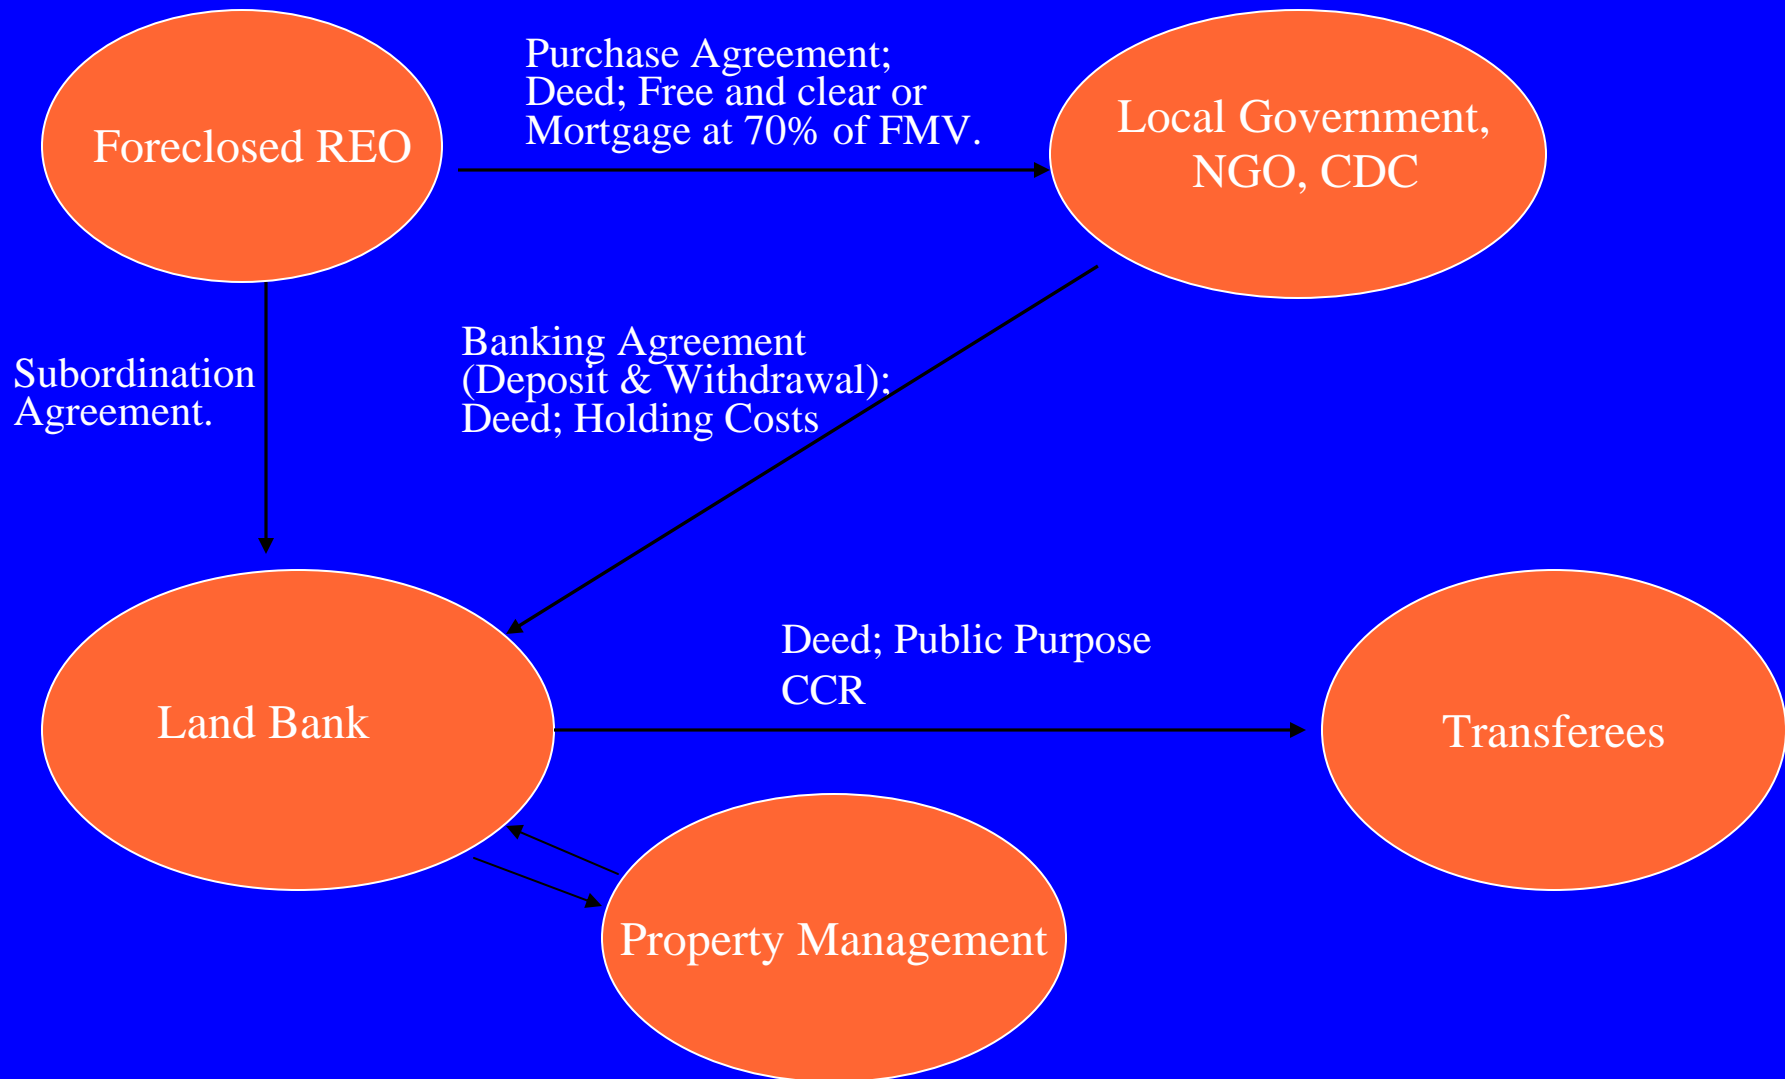 Foreclosed REO
Purchase Agreement;
Deed; Free and clear or
Mortgage at 70% of FMV.
Local Government,
NGO, CDC
Subordination
Agreement.
Banking Agreement
(Deposit & Withdrawal);
Deed; Holding Costs
Land Bank
Deed; Public Purpose
CCR
Transferees
Property Management